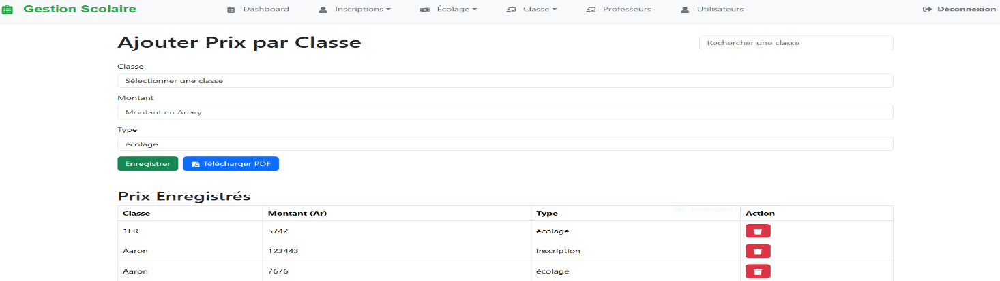 Gestion Scolaire Dashboard Inscriptions Écolage Classe Professeurs Utilisateurs Déconnexion
Ajouter Prix par Classe Rechercher une classe
Classe
Sélectionner une classe
Montant
Montant en Ariary
Type
écolage
Enregistrer Télécharger PDF
Prix Enregistrés
Classe Montant (Ar) Type Action
1ER 5742 écolage
Aaron 123443 inscription
Aaron 7676 écolage